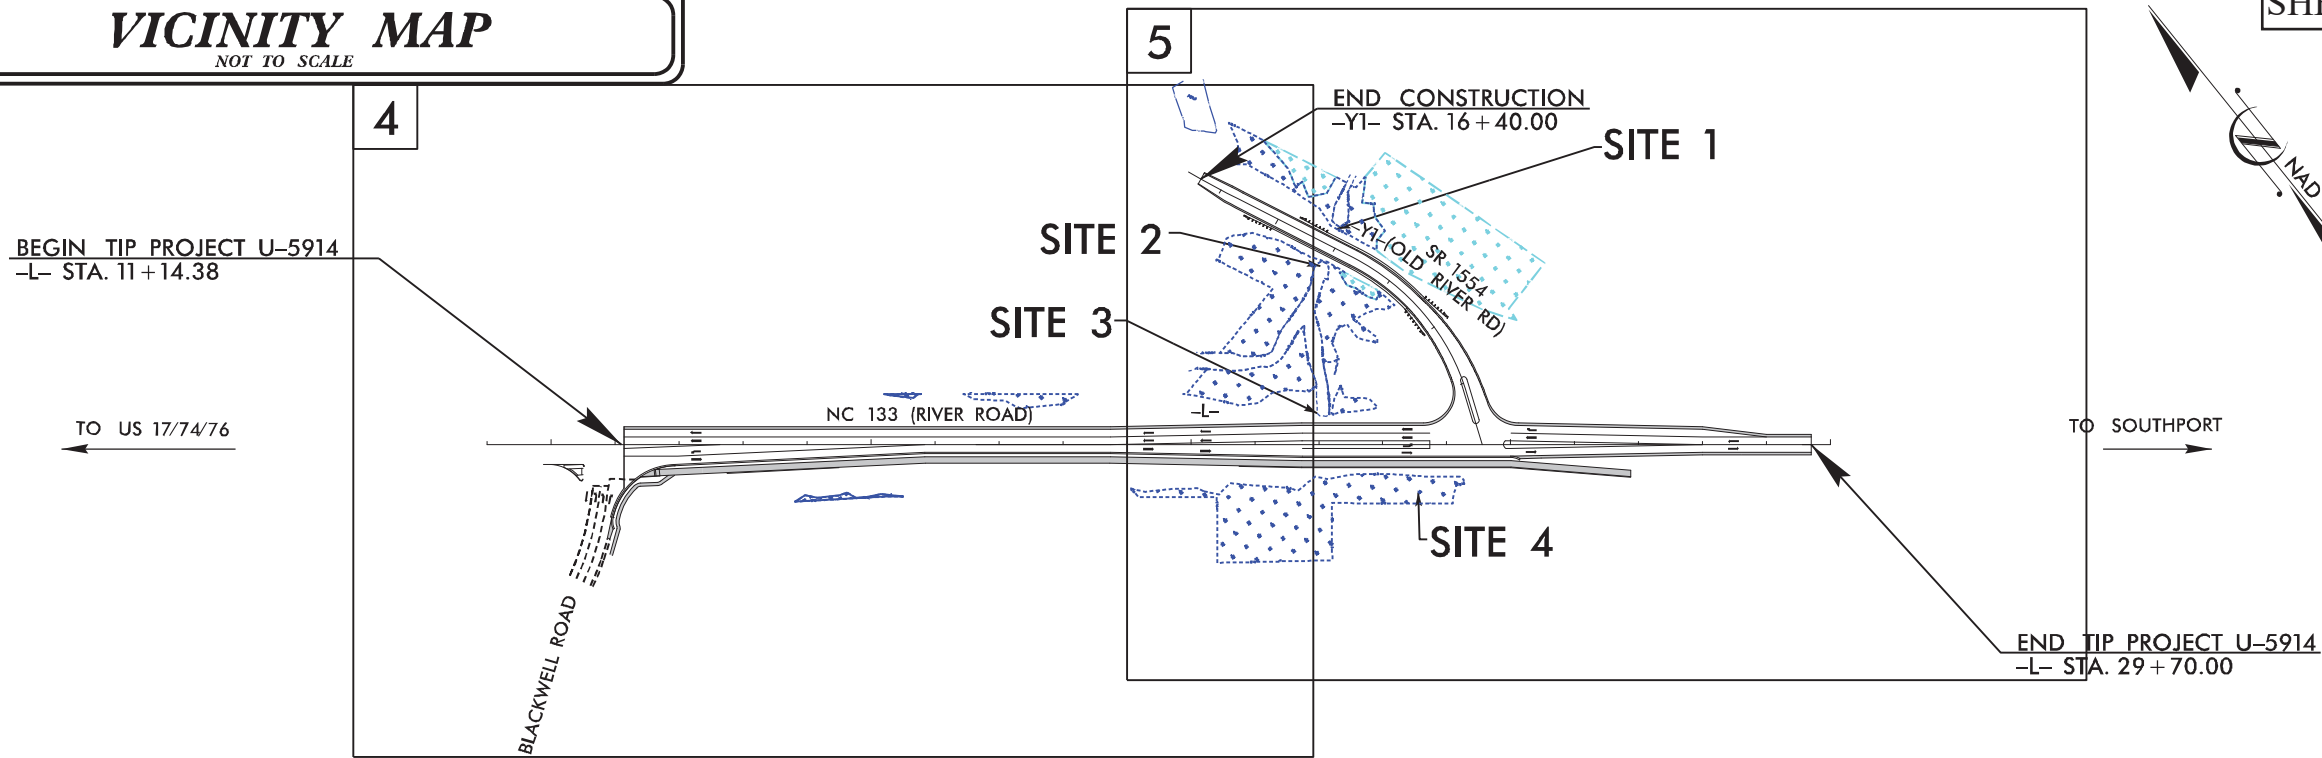 VICINITY MAP
NOT TO SCALE
5
4
END CONSTRUCTION
-Y1- STA. 16+40.00
SITE 1
NAD
SITE 2
BEGIN TIP PROJECT U-5914
-L- STA. 11+14.38
-Y1-(OLD RIVER RD)
SR 1554
SITE 3
NC 133 (RIVER ROAD)
-L-
TO US 17/74/76
TO SOUTHPORT
SITE 4
BLACKWELL ROAD
END TIP PROJECT U-5914
-L- STA. 29+70.00